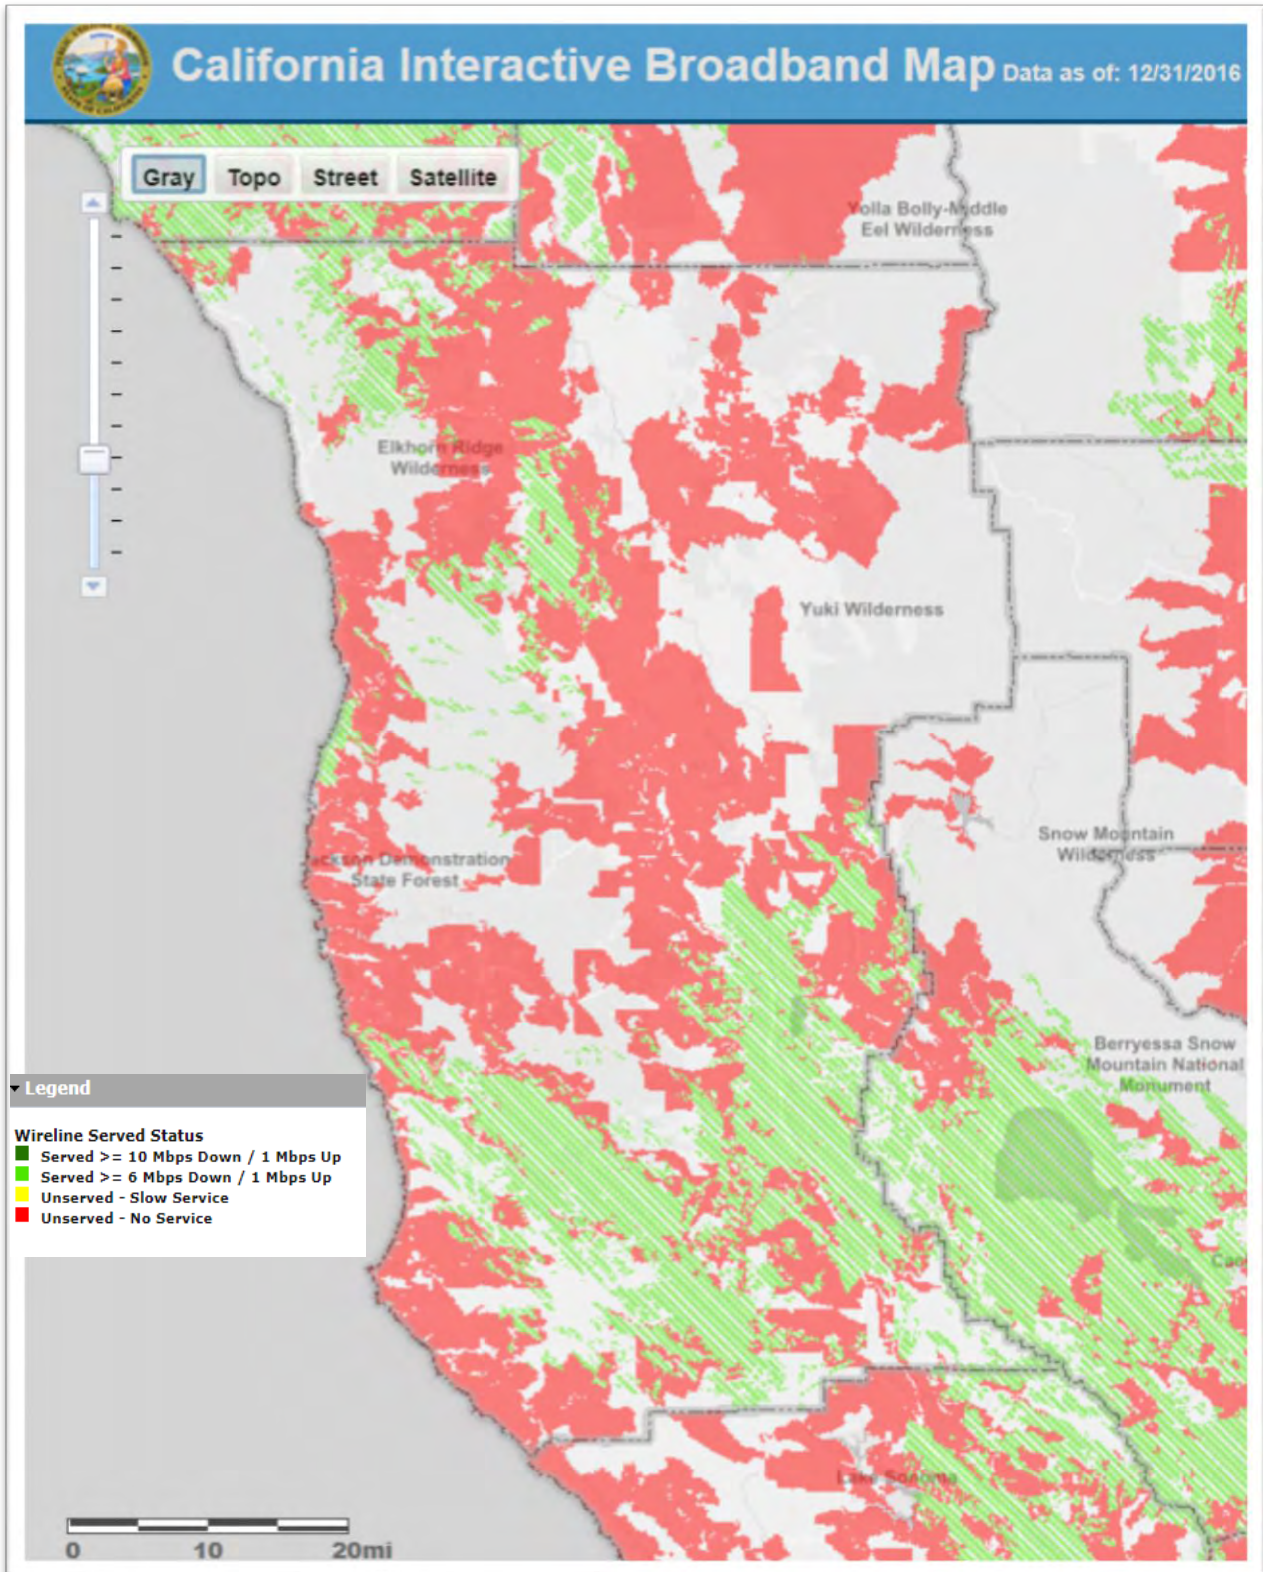 California Interactive Broadband Map Data as of: 12/31/2016
Gray Topo Street Satellite
Yolla Bolly-Middle
Eel Wilderness
Elkhorn Ridge
Wilderness
Yuki Wilderness
Snow Mountain
Wilderness
Jackson Demonstration
State Forest
Berryessa Snow
Mountain National
Monument
Legend
Wireline Served Status
Served >= 10 Mbps Down / 1 Mbps Up
Served >= 6 Mbps Down / 1 Mbps Up
Unserved - Slow Service
Unserved - No Service
Lake Sonoma
0 10 20mi